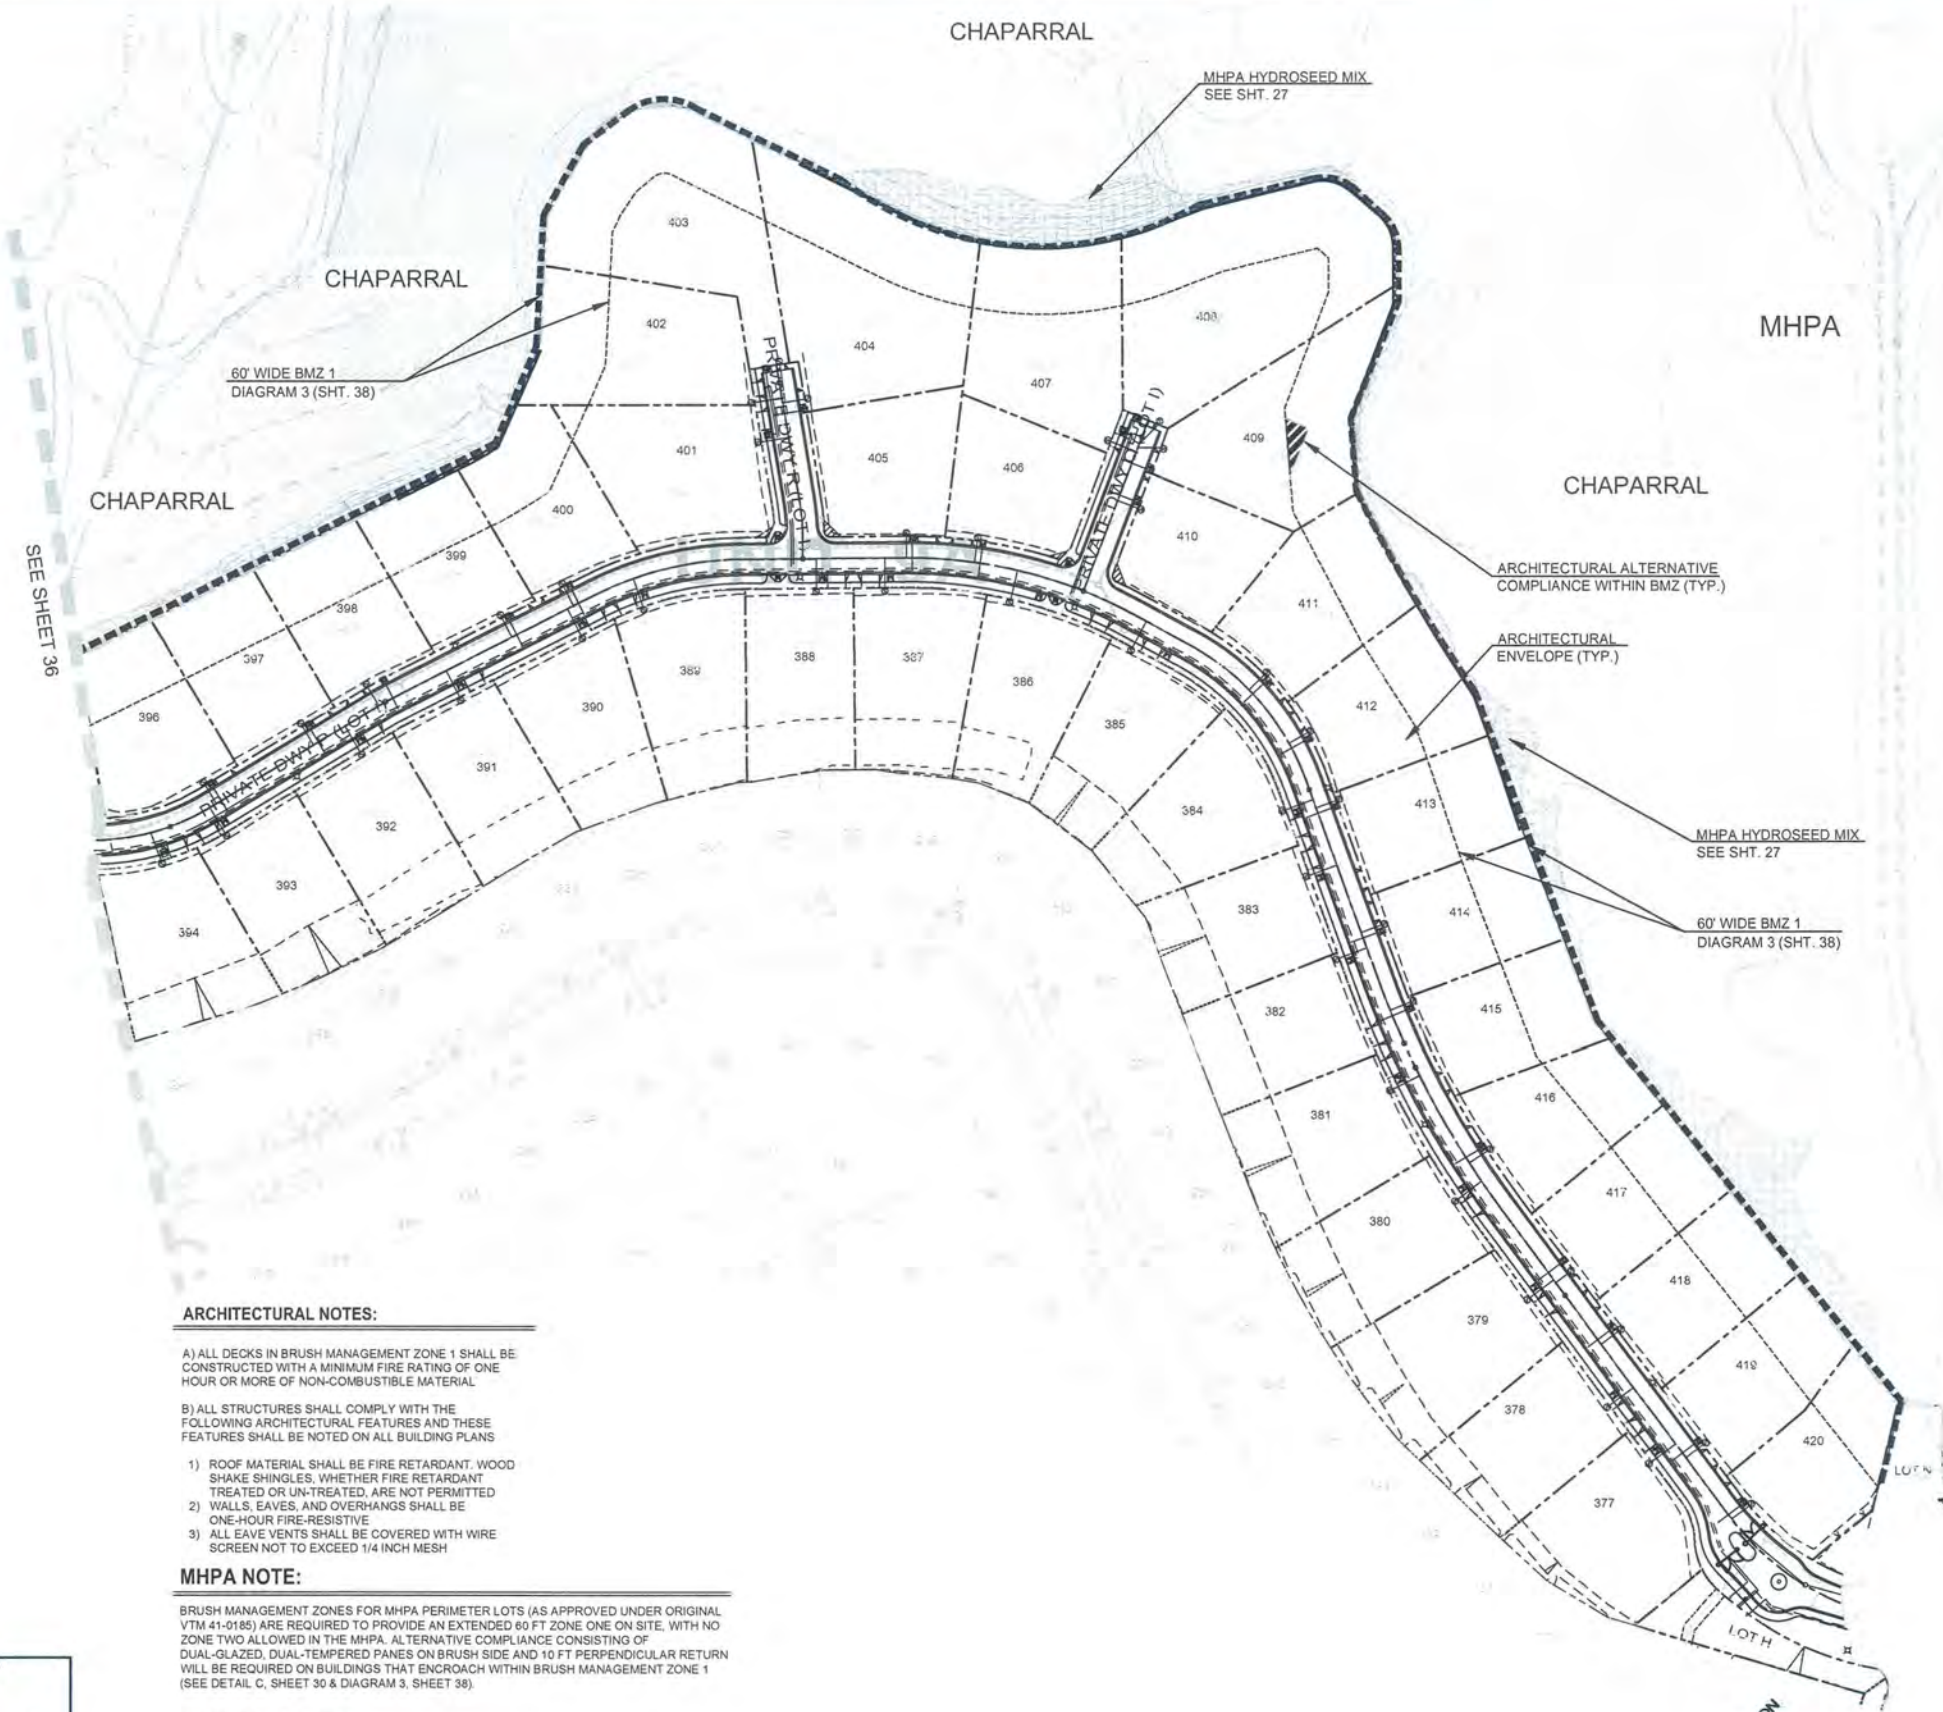 CHAPARRAL
MHPA HYDROSEED MIX
SEE SHT. 27
403
CHAPARRAL
402
MHPA
404
60' WIDE BMZ 1
DIAGRAM 3 (SHT. 38)
407
409
401
405
406
CHAPARRAL
CHAPARRAL
400
410
399
SEE SHEET 36
ARCHITECTURAL ALTERNATIVE
COMPLIANCE WITHIN BMZ (TYP.)
398
411
397
ARCHITECTURAL
ENVELOPE (TYP.)
389
388
387
386
396
390
412
385
PRIVATE DWY P (LOT I)
391
413
384
392
MHPA HYDROSEED MIX
SEE SHT. 27
393
383
414
60' WIDE BMZ 1
DIAGRAM 3 (SHT. 38)
394
382
415
416
381
417
380
418
379
419
378
420
377
LOT N
LOT H
ARCHITECTURAL NOTES:
A) ALL DECKS IN BRUSH MANAGEMENT ZONE 1 SHALL BE
CONSTRUCTED WITH A MINIMUM FIRE RATING OF ONE
HOUR OR MORE OF NON-COMBUSTIBLE MATERIAL
B) ALL STRUCTURES SHALL COMPLY WITH THE
FOLLOWING ARCHITECTURAL FEATURES AND THESE
FEATURES SHALL BE NOTED ON ALL BUILDING PLANS
1) ROOF MATERIAL SHALL BE FIRE RETARDANT. WOOD
SHAKE SHINGLES, WHETHER FIRE RETARDANT
TREATED OR UN-TREATED, ARE NOT PERMITTED
2) WALLS, EAVES, AND OVERHANGS SHALL BE
ONE-HOUR FIRE-RESISTIVE
3) ALL EAVE VENTS SHALL BE COVERED WITH WIRE
SCREEN NOT TO EXCEED 1/4 INCH MESH
MHPA NOTE:
BRUSH MANAGEMENT ZONES FOR MHPA PERIMETER LOTS (AS APPROVED UNDER ORIGINAL
VTM 41-0185) ARE REQUIRED TO PROVIDE AN EXTENDED 60 FT ZONE ONE ON SITE, WITH NO
ZONE TWO ALLOWED IN THE MHPA. ALTERNATIVE COMPLIANCE CONSISTING OF
DUAL-GLAZED, DUAL-TEMPERED PANES ON BRUSH SIDE AND 10 FT PERPENDICULAR RETURN
WILL BE REQUIRED ON BUILDINGS THAT ENCROACH WITHIN BRUSH MANAGEMENT ZONE 1
(SEE DETAIL C, SHEET 30 & DIAGRAM 3, SHEET 38).